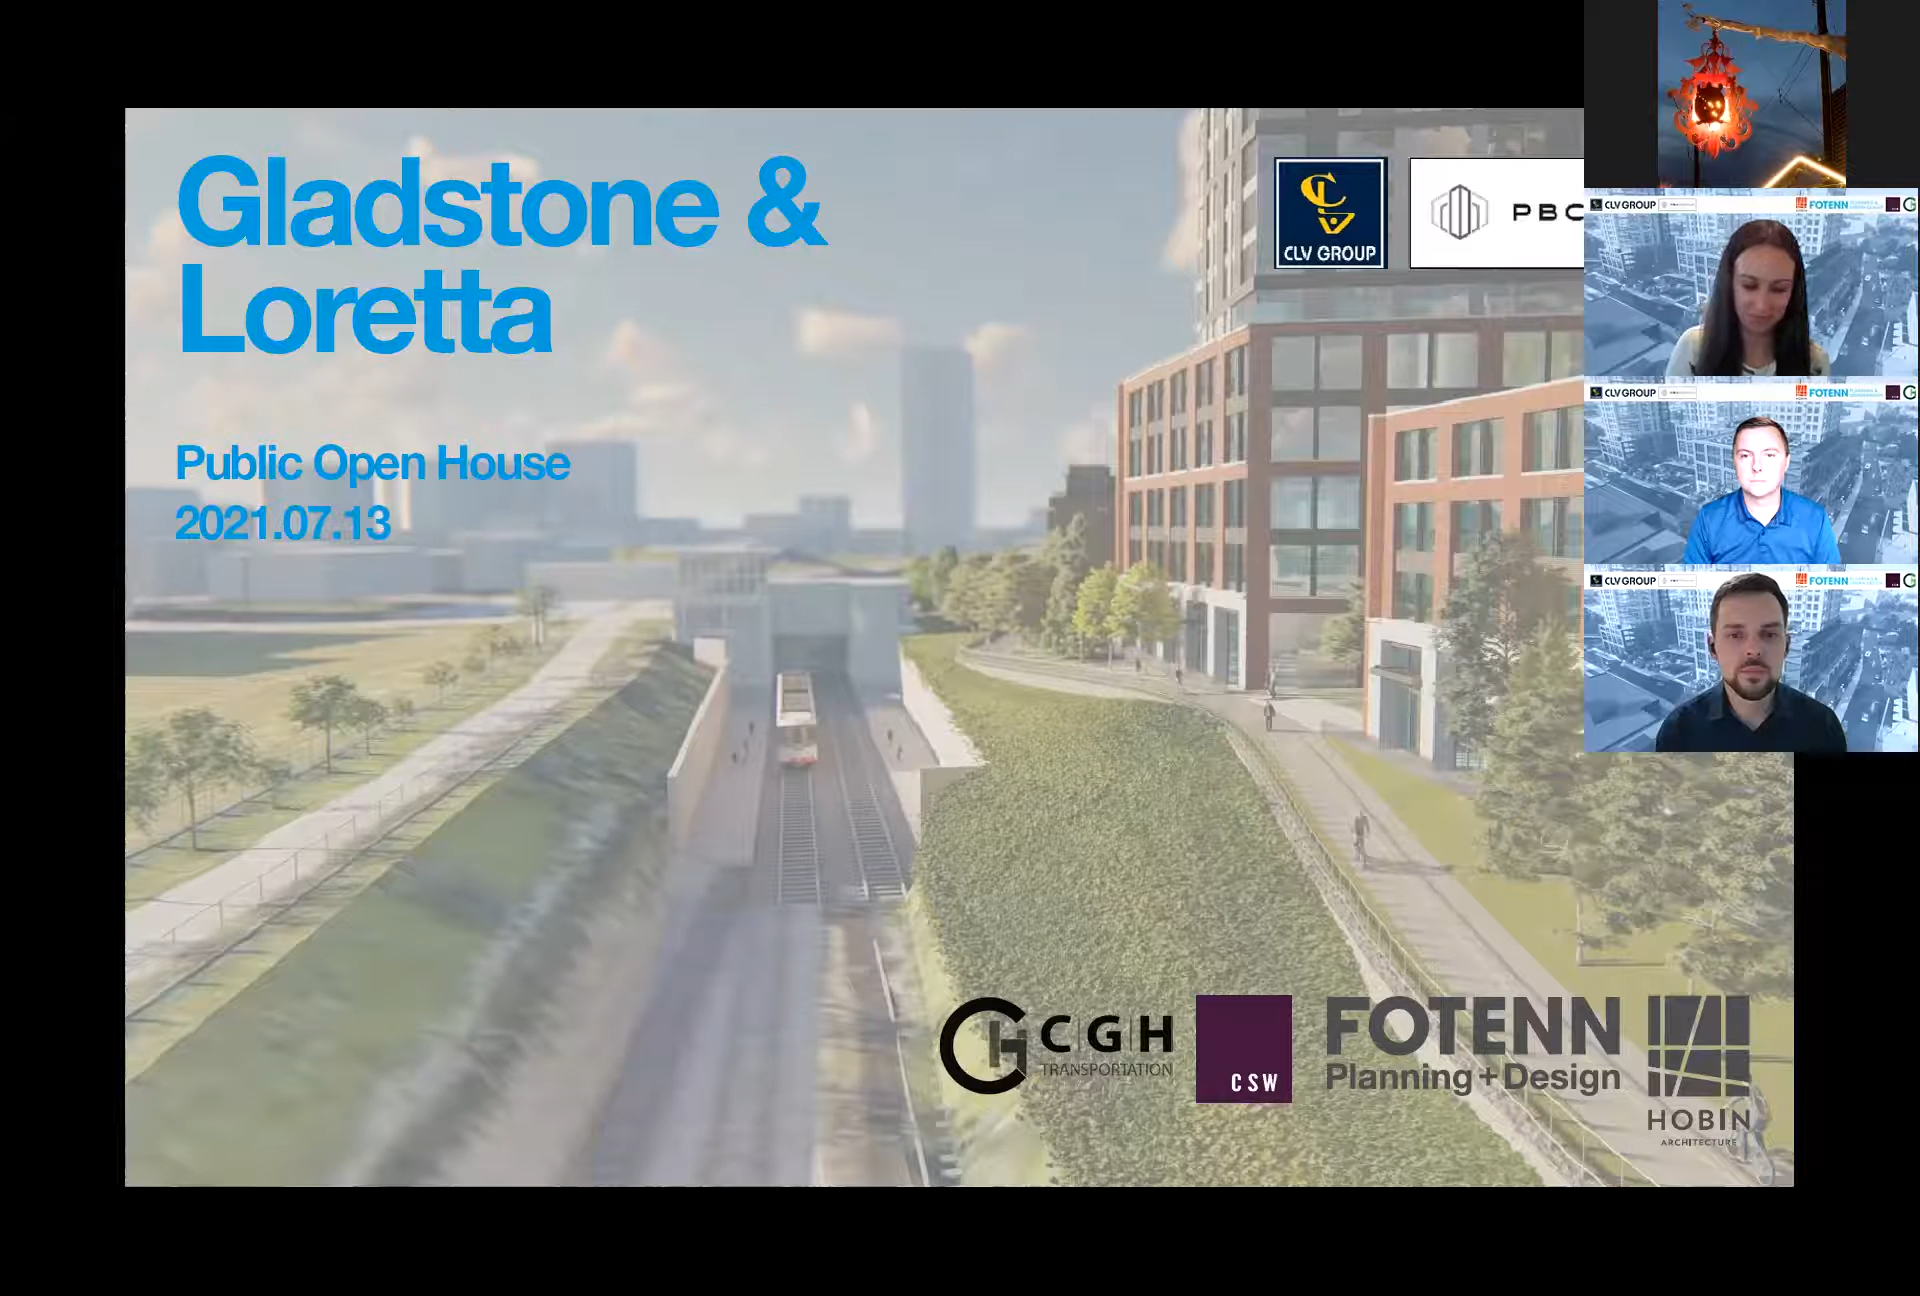 Gladstone &
Loretta
Public Open House
2021.07.13
CLV GROUP
PBC
CLV GROUP
FOTENN
CLV GROUP
FOTENN
CLV GROUP
FOTENN
CGH
TRANSPORTATION
CSW
FOTENN
Planning+Design
HOBIN
ARCHITECTURE